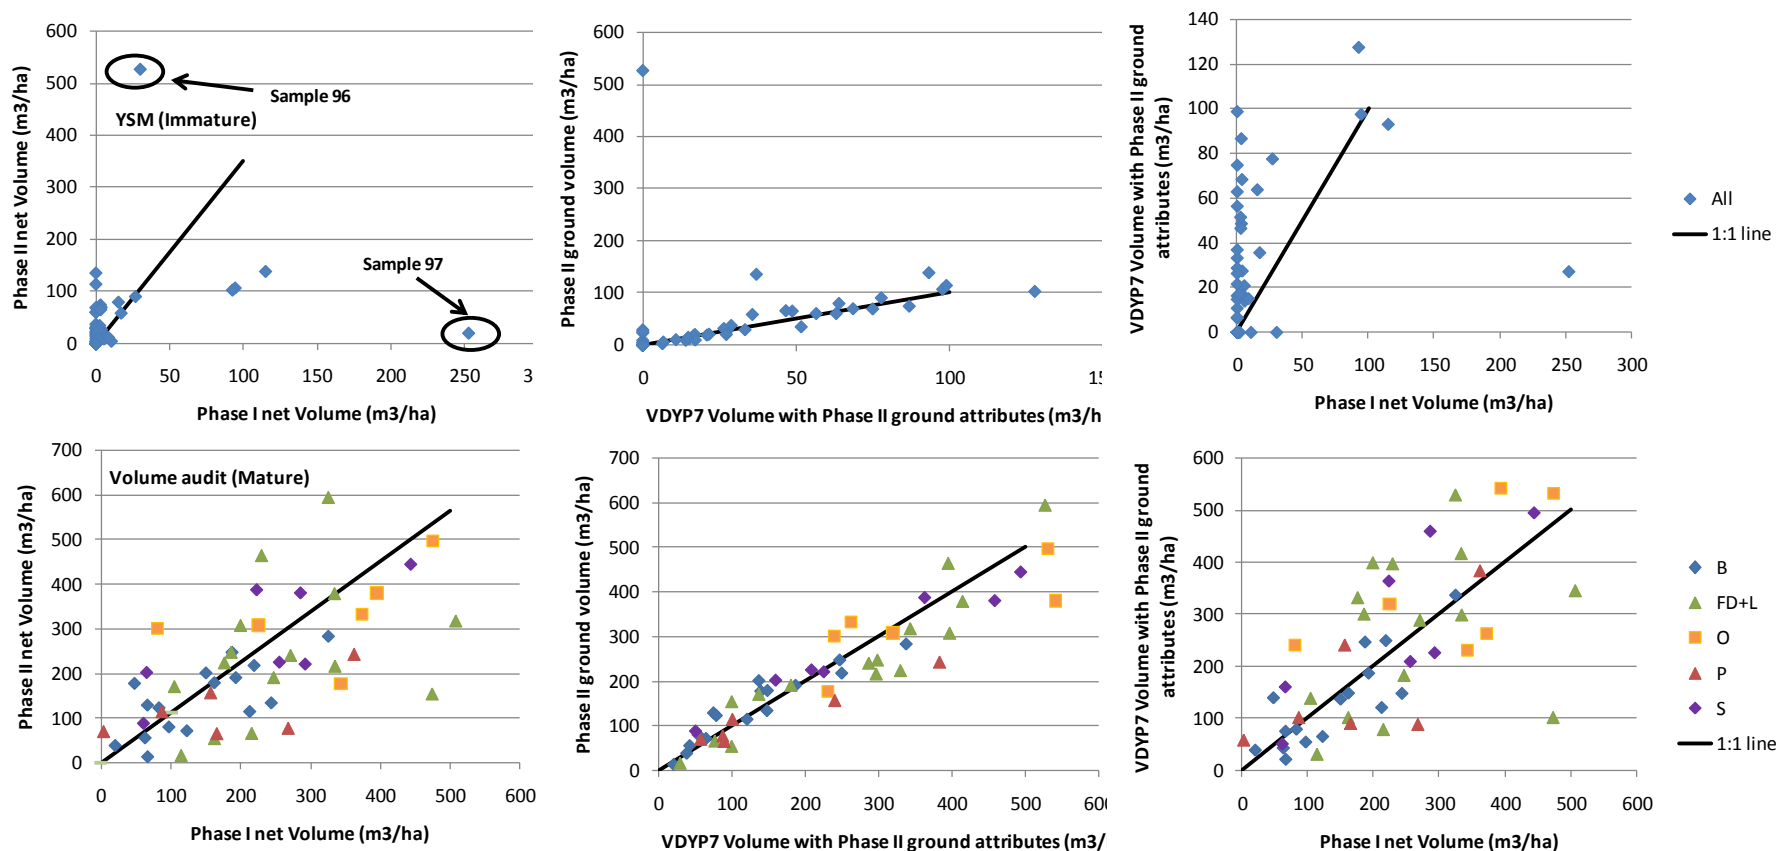 600
500
400
300
200
100
0
Phase II net Volume (m3/ha)
Sample 96
YSM (Immature)
Sample 97
0 50 100 150 200 250 3
Phase I net Volume (m3/ha)
600
500
400
300
200
100
0
Phase II ground volume (m3/ha)
0 50 100 15
VDYP7 Volume with Phase II ground attributes (m3/h
140
120
100
80
60
40
20
0
VDYP7 Volume with Phase II ground
attributes (m3/ha)
0 50 100 150 200 250 300
Phase I net Volume (m3/ha)
All
1:1 line
700
600
500
400
300
200
100
0
Phase II net Volume (m3/ha)
Volume audit (Mature)
0 100 200 300 400 500 600
Phase I net Volume (m3/ha)
700
600
500
400
300
200
100
0
Phase II ground volume (m3/ha)
0 100 200 300 400 500 600
VDYP7 Volume with Phase II ground attributes (m3/
600
500
400
300
200
100
0
VDYP7 Volume with Phase II ground
attributes (m3/ha)
0 100 200 300 400 500 600
Phase I net Volume (m3/ha)
B
FD+L
O
P
S
1:1 line